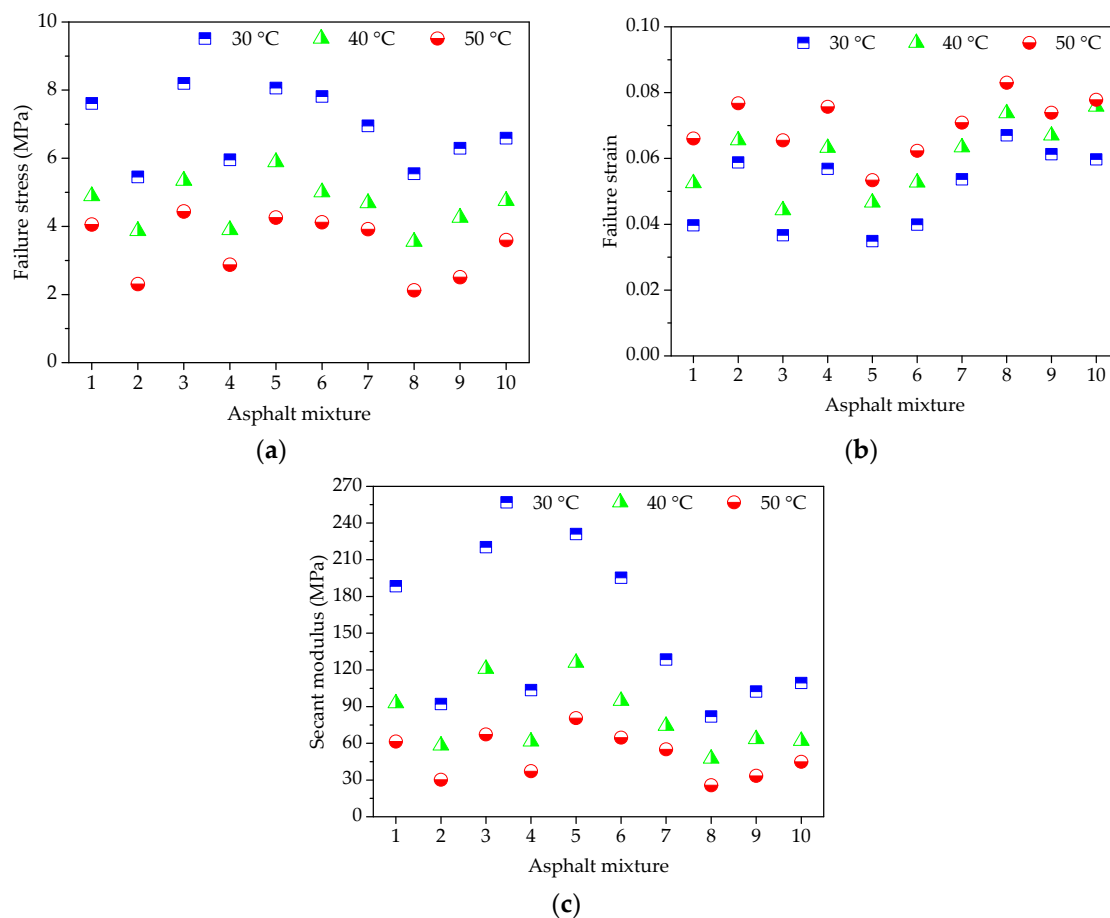 30 °C 40 °C 50 °C
10
8
6
4
2
0
Failure stress (MPa)
1 2 3 4 5 6 7 8 9 10
Asphalt mixture
(a)
30 °C 40 °C 50 °C
0.10
0.08
0.06
0.04
0.02
0.00
Failure strain
1 2 3 4 5 6 7 8 9 10
Asphalt mixture
(b)
30 °C 40 °C 50 °C
270
240
210
180
150
120
90
60
30
0
Secant modulus (MPa)
1 2 3 4 5 6 7 8 9 10
Asphalt mixture
(c)